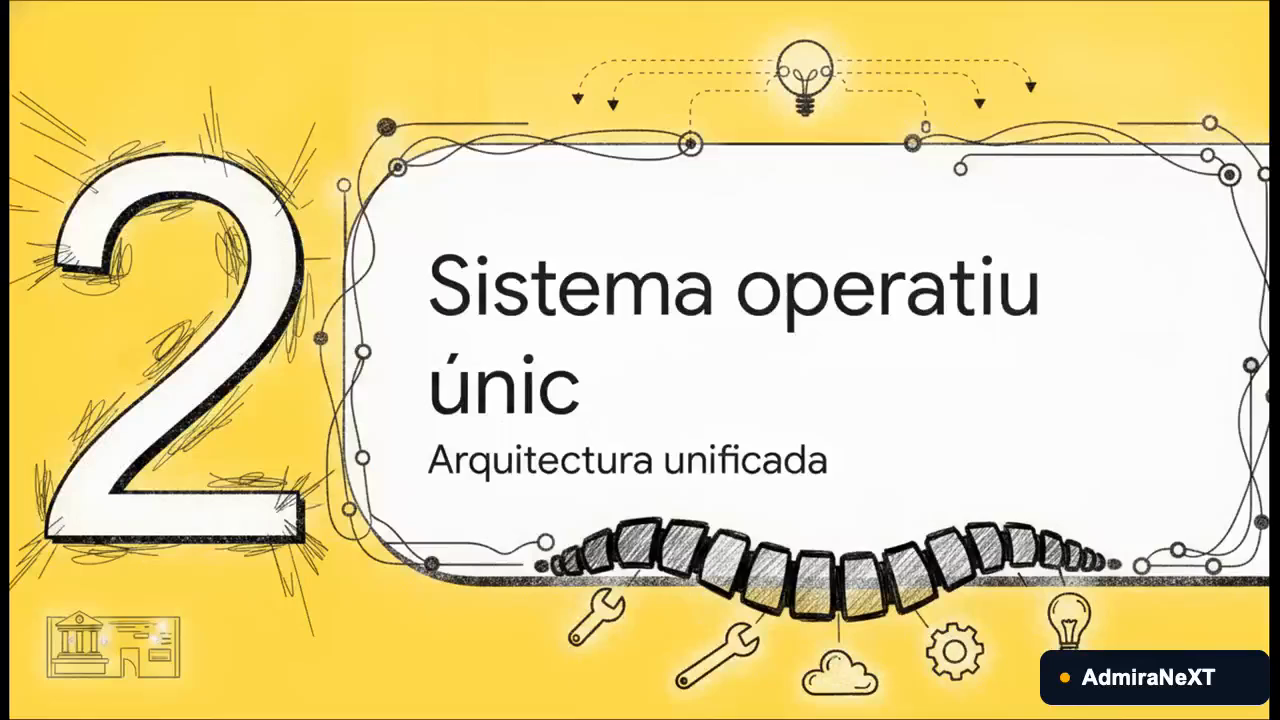 2
Sistema operatiu
únic
Arquitectura unificada
AdmiraNeXT